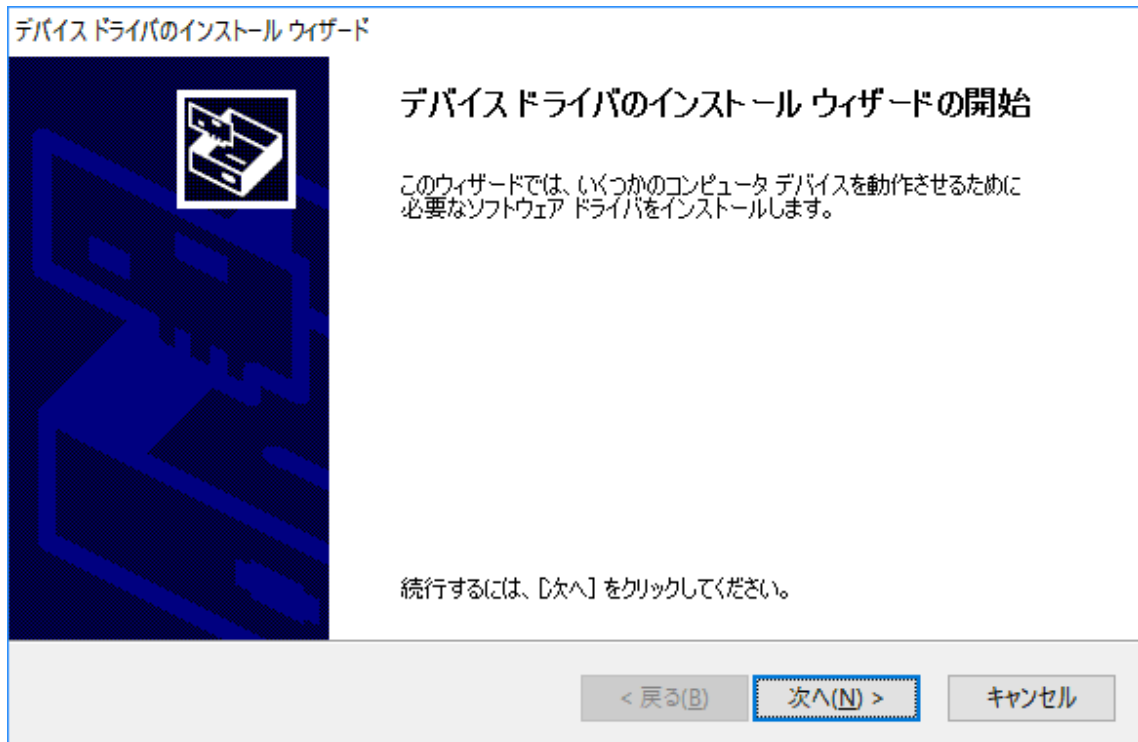 デバイス ドライバのインストール ウィザード
デバイス ドライバのインストール ウィザードの開始
このウィザードでは、いくつかのコンピュータ デバイスを動作させるために
必要なソフトウェア ドライバをインストールします。
続行するには、[次へ] をクリックしてください。
< 戻る(B)
次へ(N) >
キャンセル